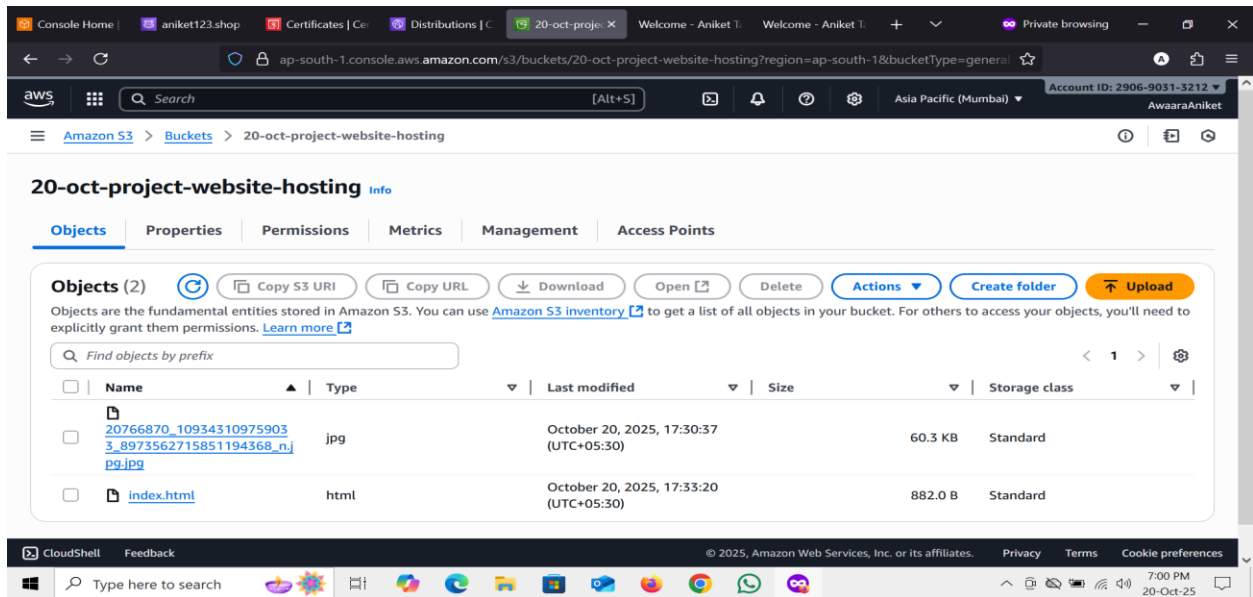 Console Home |
aniket123.shop
Certificates | Cer
Distributions | C
20-oct-projec
Welcome - Aniket Ta
Welcome - Aniket Ta
Private browsing
ap-south-1.console.aws.amazon.com/s3/buckets/20-oct-project-website-hosting?region=ap-south-1&bucketType=general
aws
Search
[Alt+S]
Asia Pacific (Mumbai)
Account ID: 2906-9031-3212
AwaaraAniket
Amazon S3 > Buckets > 20-oct-project-website-hosting
20-oct-project-website-hosting Info
Objects Properties Permissions Metrics Management Access Points
Objects (2) Copy S3 URI Copy URL Download Open Delete Actions Create folder Upload
Objects are the fundamental entities stored in Amazon S3. You can use Amazon S3 inventory to get a list of all objects in your bucket. For others to access your objects, you'll need to
explicitly grant them permissions. Learn more
Find objects by prefix
1
Name Type Last modified Size Storage class
20766870_10934310975903
3_8973562715851194368_n.j
pg.jpg
jpg
October 20, 2025, 17:30:37
(UTC+05:30)
60.3 KB
Standard
index.html
html
October 20, 2025, 17:33:20
(UTC+05:30)
882.0 B
Standard
CloudShell Feedback © 2025, Amazon Web Services, Inc. or its affiliates. Privacy Terms Cookie preferences
Type here to search
7:00 PM
20-Oct-25